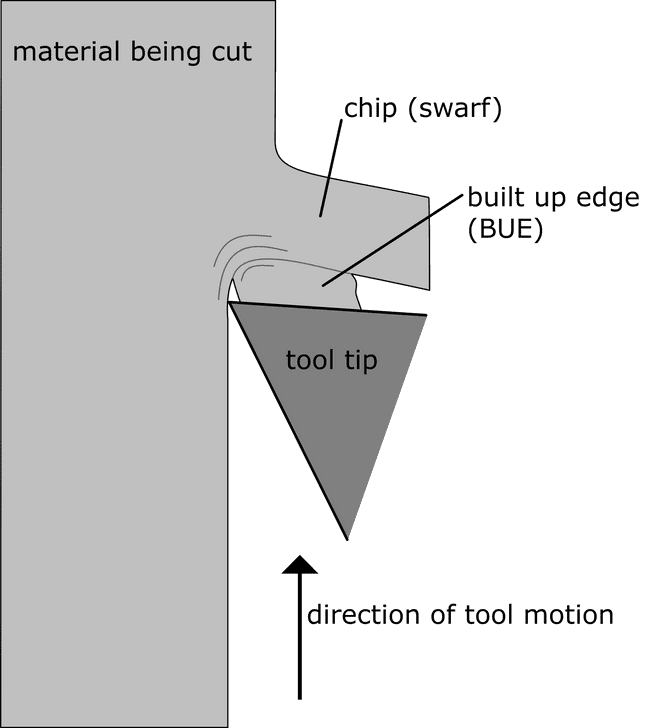 material being cut
chip (swarf)
built up edge
(BUE)
tool tip
direction of tool motion